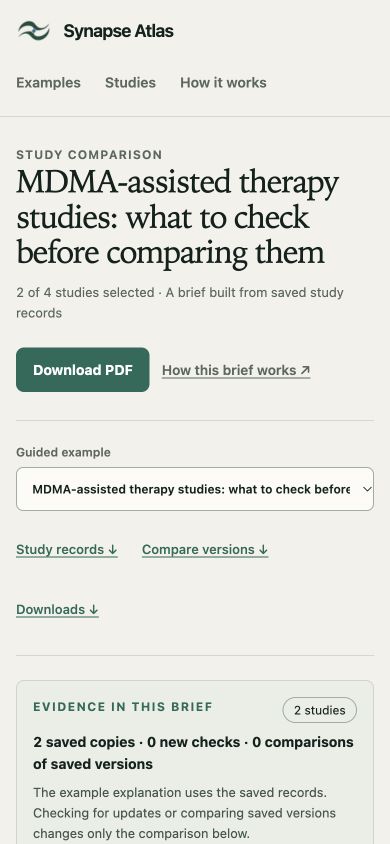 Synapse Atlas
Examples Studies How it works
STUDY COMPARISON
MDMA-assisted therapy
studies: what to check
before comparing them
2 of 4 studies selected · A brief built from saved study
records
Download PDF How this brief works ↗
Guided example
MDMA-assisted therapy studies: what to check before
Study records ↓ Compare versions ↓
Downloads ↓
EVIDENCE IN THIS BRIEF 2 studies
2 saved copies · 0 new checks · 0 comparisons
of saved versions
The example explanation uses the saved records.
Checking for updates or comparing saved versions
changes only the comparison below.